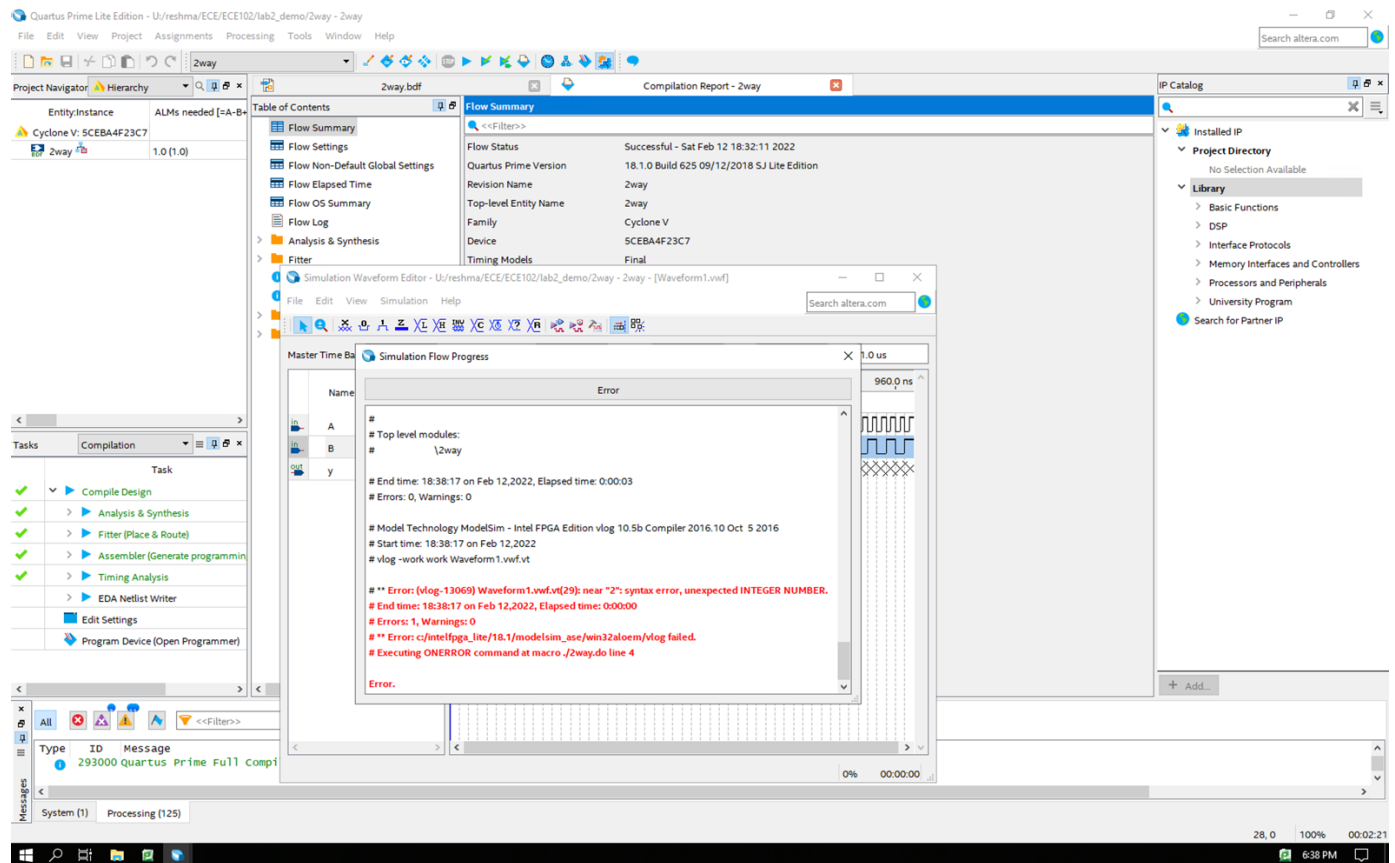 Quartus Prime Lite Edition - U:/reshma/ECE/ECE102/lab2_demo/2way - 2way
File Edit View Project Assignments Processing Tools Window Help
Search altera.com
2way
Project Navigator Hierarchy
Entity:Instance ALMs needed [=A-B+
Cyclone V: 5CEBA4F23C7
2way 1.0 (1.0)
2way.bdf
Compilation Report - 2way
Table of Contents
Flow Summary
Flow Settings
Flow Non-Default Global Settings
Flow Elapsed Time
Flow OS Summary
Flow Log
Analysis & Synthesis
Fitter
Flow Summary
<<Filter>>
Flow Status Successful - Sat Feb 12 18:32:11 2022
Quartus Prime Version 18.1.0 Build 625 09/12/2018 SJ Lite Edition
Revision Name 2way
Top-level Entity Name 2way
Family Cyclone V
Device 5CEBA4F23C7
Timing Models Final
IP Catalog
Installed IP
Project Directory
No Selection Available
Library
Basic Functions
DSP
Interface Protocols
Memory Interfaces and Controllers
Processors and Peripherals
University Program
Search for Partner IP
+ Add...
Simulation Waveform Editor - U:/reshma/ECE/ECE102/lab2_demo/2way - 2way - [Waveform1.vwf]
File Edit View Simulation Help
Search altera.com
Master Time Ba
1.0 us
Name
960.0 ns
in A
in B
out y
0% 00:00:00
Simulation Flow Progress
Error
#
# Top level modules:
# \2way
# End time: 18:38:17 on Feb 12,2022, Elapsed time: 0:00:03
# Errors: 0, Warnings: 0
# Model Technology ModelSim - Intel FPGA Edition vlog 10.5b Compiler 2016.10 Oct 5 2016
# Start time: 18:38:17 on Feb 12,2022
# vlog -work work Waveform1.vwf.vt
# ** Error: (vlog-13069) Waveform1.vwf.vt(29): near "2": syntax error, unexpected INTEGER NUMBER.
# End time: 18:38:17 on Feb 12,2022, Elapsed time: 0:00:00
# Errors: 1, Warnings: 0
# ** Error: c:/intelfpga_lite/18.1/modelsim_ase/win32aloem/vlog failed.
# Executing ONERROR command at macro ./2way.do line 4
Error.
Tasks Compilation
Task
Compile Design
Analysis & Synthesis
Fitter (Place & Route)
Assembler (Generate programmin
Timing Analysis
EDA Netlist Writer
Edit Settings
Program Device (Open Programmer)
All
<<Filter>>
Type ID Message
293000 Quartus Prime Full Compi
Messages
System (1) Processing (125)
28, 0 100% 00:02:21
6:38 PM